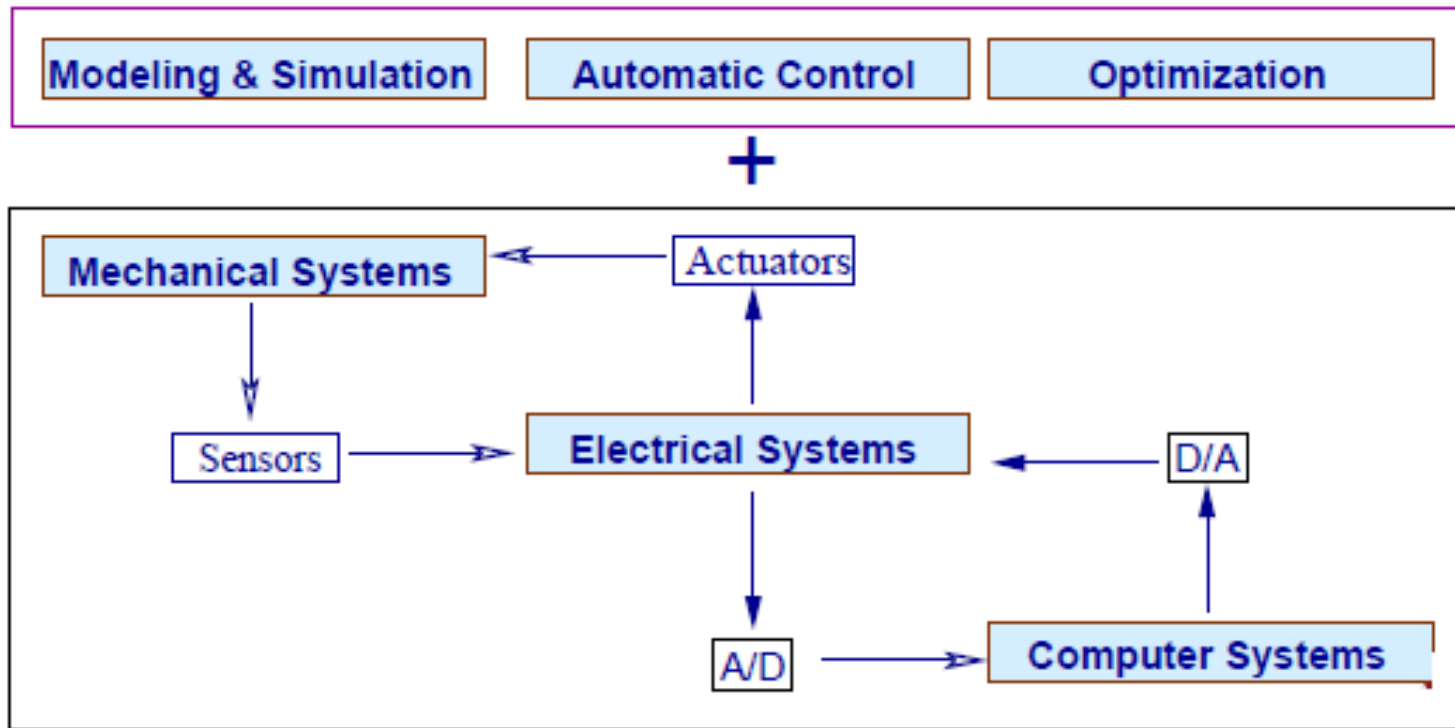 Modeling & Simulation
Automatic Control
Optimization
+
Mechanical Systems
Actuators
Sensors
Electrical Systems
D/A
A/D
Computer Systems